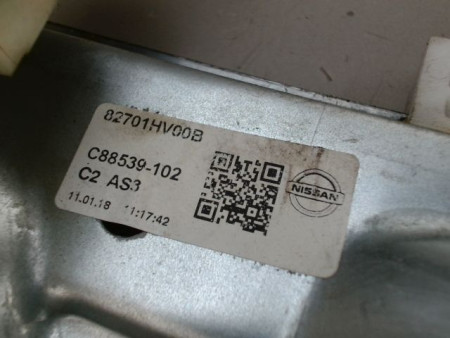 82701HV00B
C88539-102
C2 AS3
11.01.18 11:17:42
NISSAN